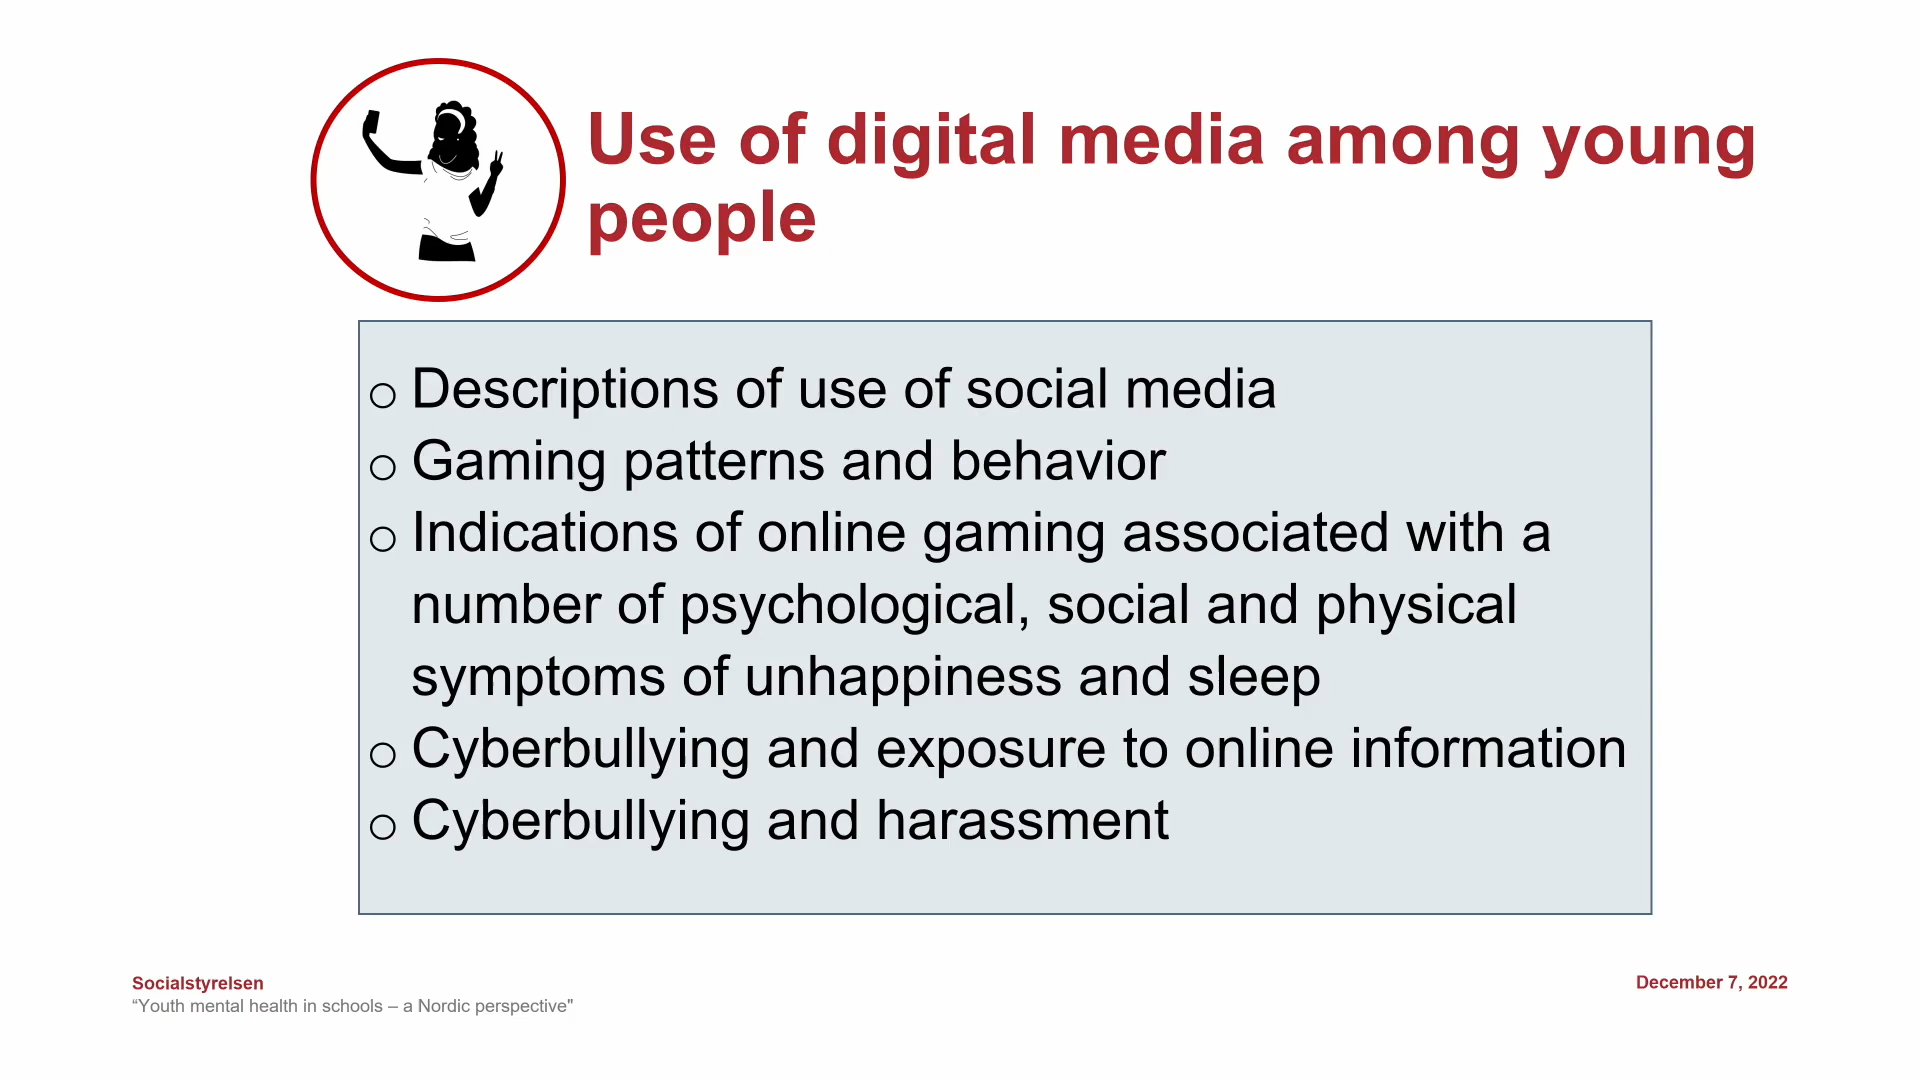 Use of digital media among young
people
o Descriptions of use of social media
o Gaming patterns and behavior
o Indications of online gaming associated with a
number of psychological, social and physical
symptoms of unhappiness and sleep
o Cyberbullying and exposure to online information
o Cyberbullying and harassment
Socialstyrelsen
“Youth mental health in schools – a Nordic perspective"
December 7, 2022